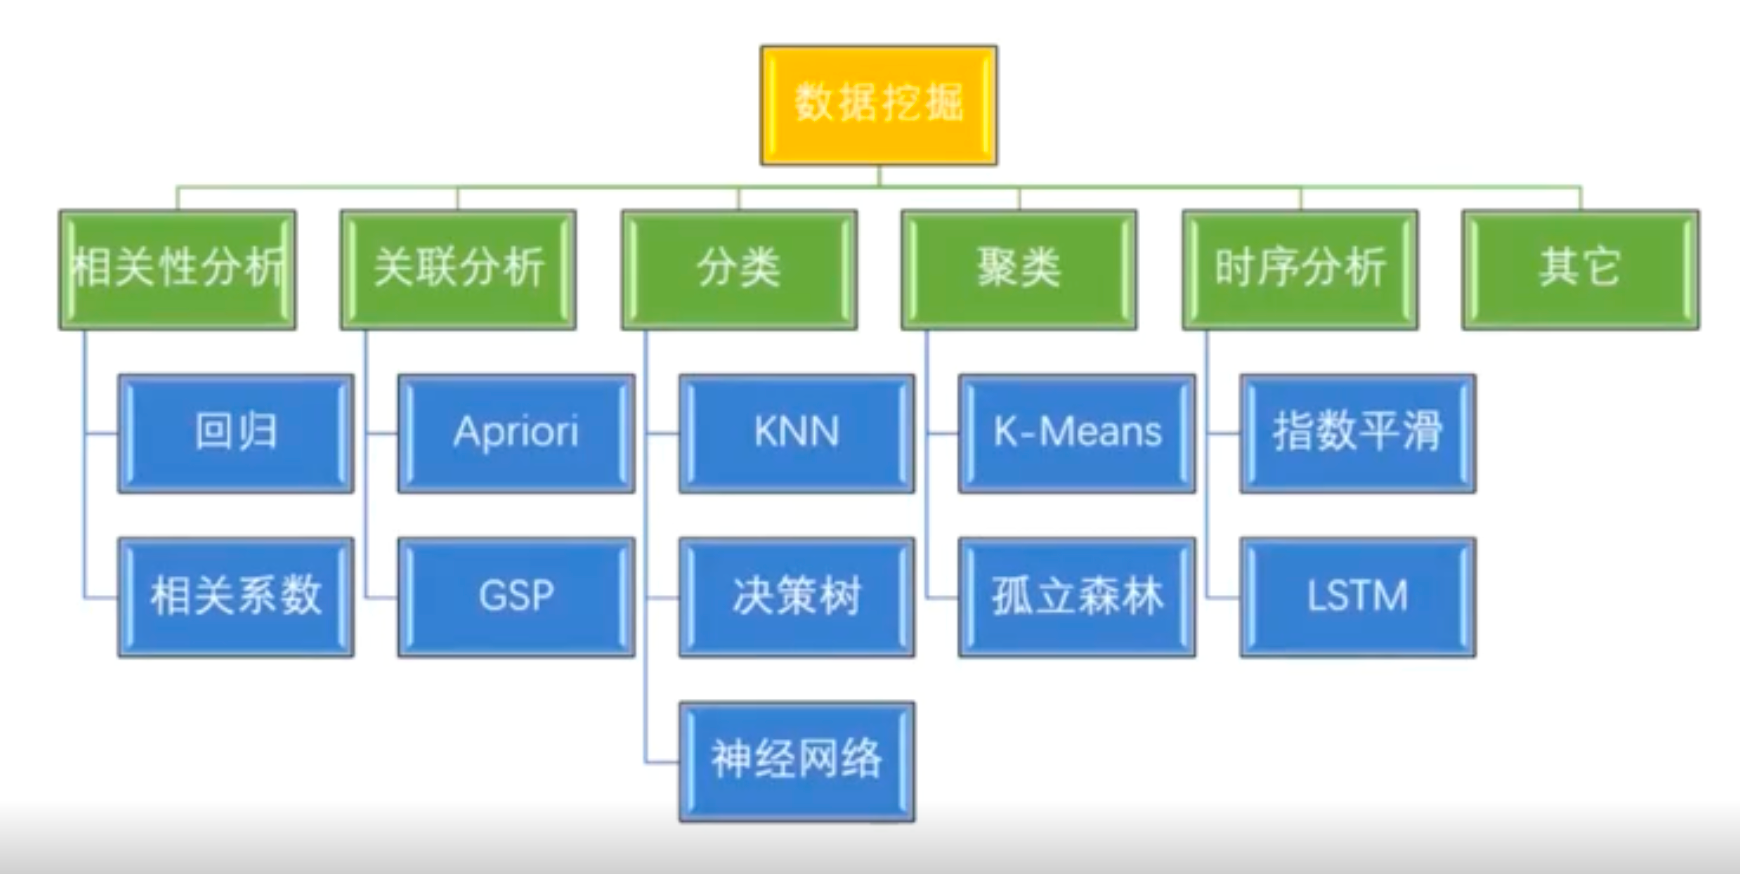 数据挖掘
相关性分析
关联分析
分类
聚类
时序分析
其它
回归
Apriori
KNN
K-Means
指数平滑
相关系数
GSP
决策树
孤立森林
LSTM
神经网络